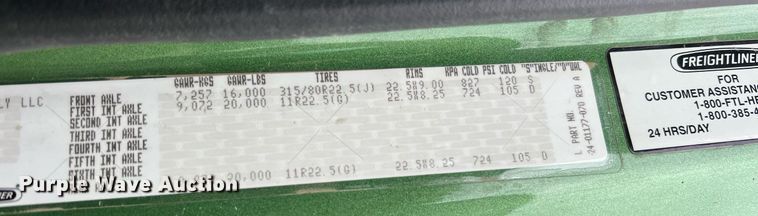 GAWR-KGS GAWR-LBS TIRES RIMS KPA COLD PSI COLD "S"INGLE/"D"UAL
LY LLC
FRONT AXLE 7,257 16,000 315/80R22.5(J) 22.5X9.00 827 120 S
FIRST INT AXLE 9,072 20,000 11R22.5(G) 22.5X8.25 724 105 D
SECOND INT AXLE
THIRD INT AXLE
FOURTH INT AXLE
FIFTH INT AXLE
SIXTH INT AXLE
20,000 11R22.5(G) 22.5X8.25 724 105 D
L PART NO. 24-01177-070 REV A
FREIGHTLINER
FOR
CUSTOMER ASSISTANC
1-800-FTL-HE
1-800-385-4
24 HRS/DAY
Purple Wave Auction